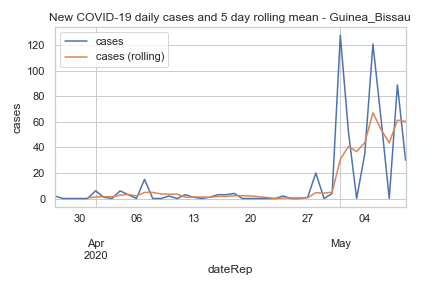 New COVID-19 daily cases and 5 day rolling mean - Guinea_Bissau
cases
cases (rolling)
120
100
80
60
40
20
0
cases
30 06 13 20 27 04
Apr May
2020
dateRep